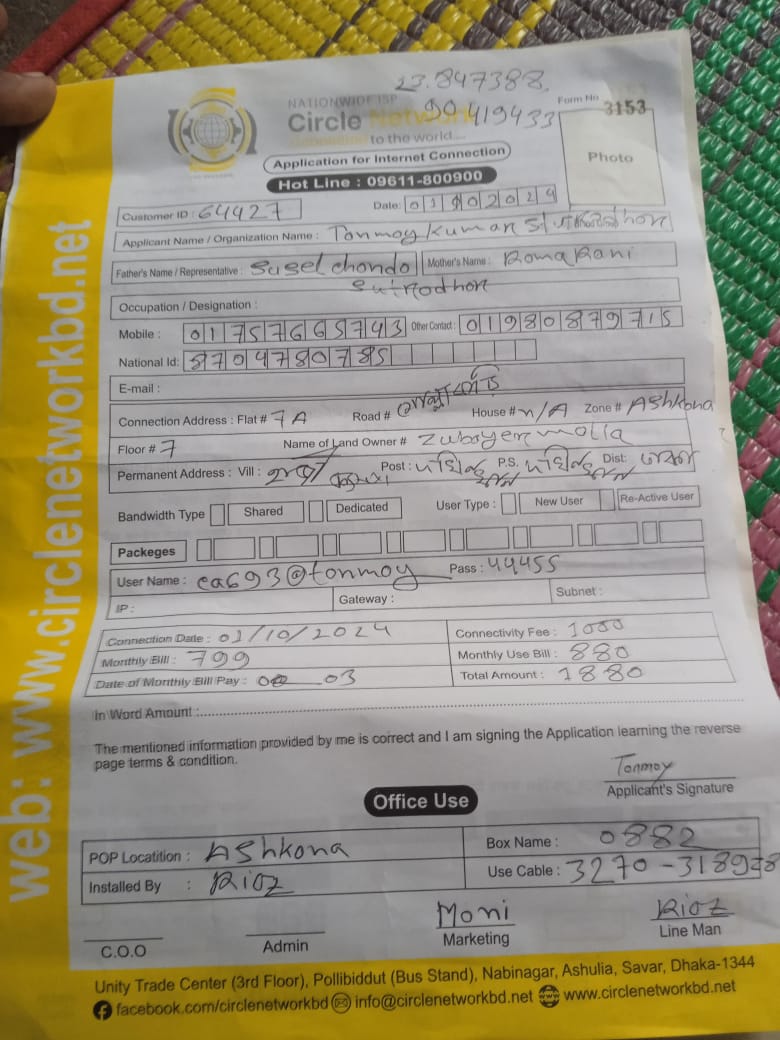 23.847388
90.419433
NATIONWIDE ISP
Circle Network
to the world...
Form No 3153
Photo
Application for Internet Connection
Hot Line : 09611-800900
Customer ID : 64427
Date:
Applicant Name / Organization Name : Tonmoy kumar
Father's Name / Representative : Susel chondo Sutrodhor
Mother's Name : Roma Rani
Occupation / Designation :
Mobile : 01757665743 Other Contact : 01980879715
National Id: 8704780785
E-mail :
Connection Address : Flat # 7A Road # House # n/A Zone # Ashkona
Floor # 7 Name of Land Owner # Zuboyer molla
Permanent Address : Vill : Post : P.S. Dist:
Bandwidth Type Shared Dedicated User Type : New User Re-Active User
Packeges
User Name : ca693@tonmoy Pass : 44455
IP : Gateway : Subnet :
Connection Date : 01/10/2024 Connectivity Fee : 1000
Monthly Bill : 799 Monthly Use Bill : 880
Date of Monthly Bill Pay : 03 Total Amount : 1880
In Word Amount :
The mentioned information provided by me is correct and I am signing the Application learning the reverse
page terms & condition.
Tonmoy
Applicant's Signature
Office Use
POP Locatition : Ashkona Box Name : 0882
Installed By : Rioz Use Cable : 3270-
Moni Rioz
C.O.O Admin Marketing Line Man
Unity Trade Center (3rd Floor), Pollibiddut (Bus Stand), Nabinagar, Ashulia, Savar, Dhaka-1344
facebook.com/circlenetworkbd info@circlenetworkbd.net www.circlenetworkbd.net
web: www.circlenetworkbd.net